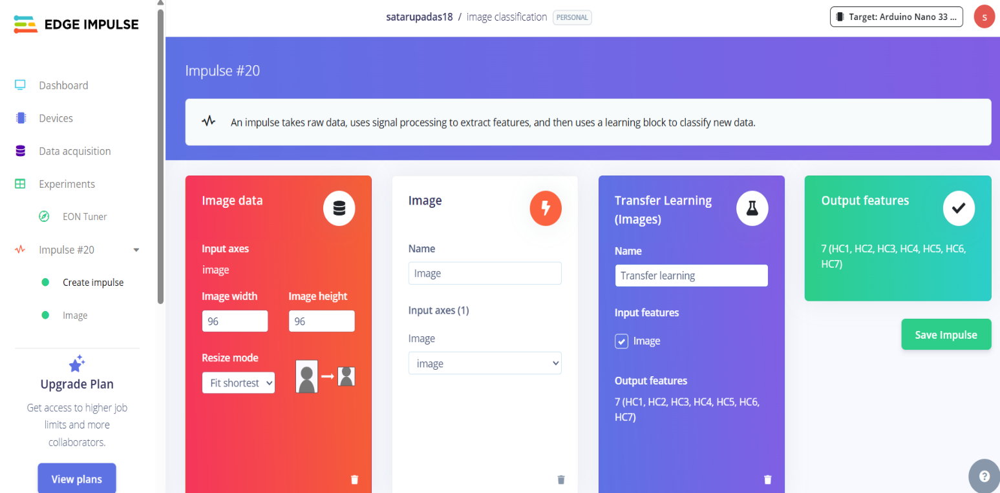 EDGE IMPULSE
satarupadas18 / image classification PERSONAL
Target: Arduino Nano 33 ...
S
Dashboard
Devices
Data acquisition
Experiments
EON Tuner
Impulse #20
Create impulse
Image
Upgrade Plan
Get access to higher job
limits and more
collaborators.
View plans
Impulse #20
An impulse takes raw data, uses signal processing to extract features, and then uses a learning block to classify new data.
Image data
Input axes
image
Image width
Image height
96
96
Resize mode
Fit shortest
Image
Name
Image
Input axes (1)
Image
image
Transfer Learning
(Images)
Name
Transfer learning
Input features
Image
Output features
7 (HC1, HC2, HC3, HC4, HC5, HC6,
HC7)
Output features
7 (HC1, HC2, HC3, HC4, HC5, HC6,
HC7)
Save Impulse
?